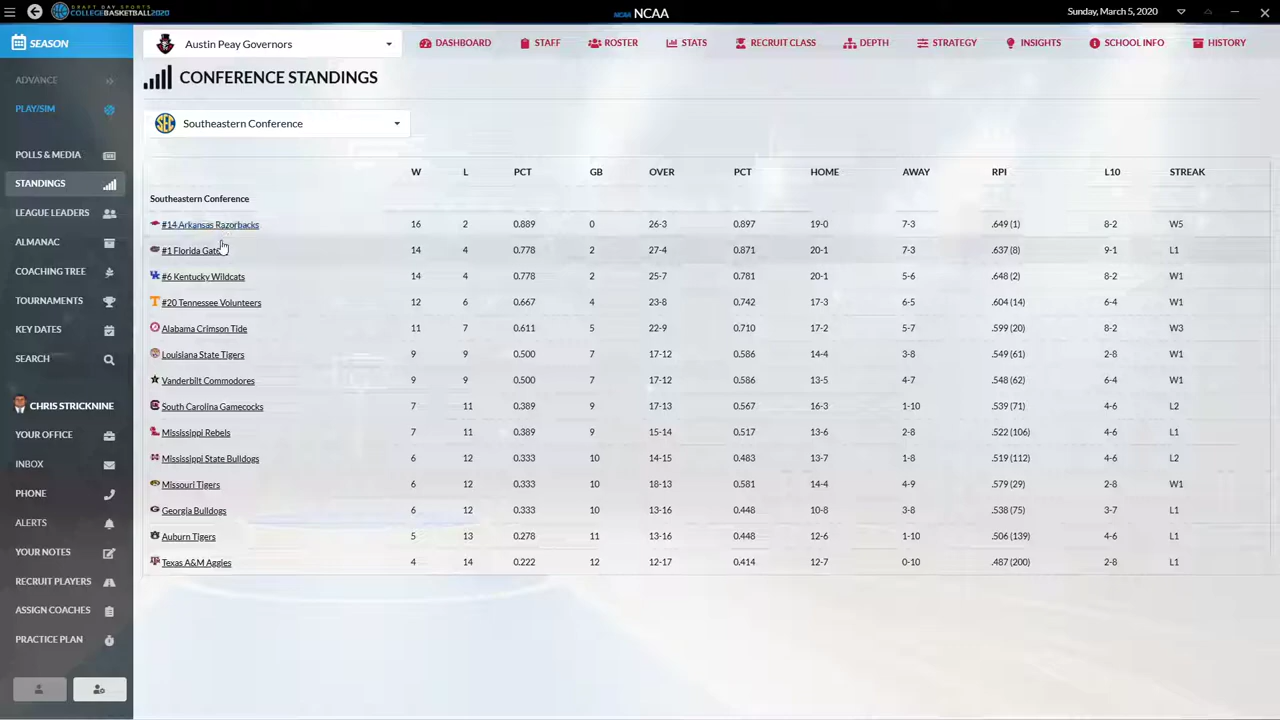 DRAFT DAY SPORTS
COLLEGE BASKETBALL 2020
NCAA NCAA
Sunday, March 5, 2020
SEASON
ADVANCE
PLAY/SIM
POLLS & MEDIA
STANDINGS
LEAGUE LEADERS
ALMANAC
COACHING TREE
TOURNAMENTS
KEY DATES
SEARCH
CHRIS STRICKNINE
YOUR OFFICE
INBOX
PHONE
ALERTS
YOUR NOTES
RECRUIT PLAYERS
ASSIGN COACHES
PRACTICE PLAN
Austin Peay Governors
DASHBOARD STAFF ROSTER STATS RECRUIT CLASS DEPTH STRATEGY INSIGHTS SCHOOL INFO HISTORY
CONFERENCE STANDINGS
SEC Southeastern Conference
W L PCT GB OVER PCT HOME AWAY RPI L10 STREAK
Southeastern Conference
#14 Arkansas Razorbacks 16 2 0.889 0 26-3 0.897 19-0 7-3 .649 (1) 8-2 W5
#1 Florida Gat 14 4 0.778 2 27-4 0.871 20-1 7-3 .637 (8) 9-1 L1
#6 Kentucky Wildcats 14 4 0.778 2 25-7 0.781 20-1 5-6 .648 (2) 8-2 W1
#20 Tennessee Volunteers 12 6 0.667 4 23-8 0.742 17-3 6-5 .604 (14) 6-4 W1
Alabama Crimson Tide 11 7 0.611 5 22-9 0.710 17-2 5-7 .599 (20) 8-2 W3
Louisiana State Tigers 9 9 0.500 7 17-12 0.586 14-4 3-8 .549 (61) 2-8 W1
Vanderbilt Commodores 9 9 0.500 7 17-12 0.586 13-5 4-7 .548 (62) 6-4 W1
South Carolina Gamecocks 7 11 0.389 9 17-13 0.567 16-3 1-10 .539 (71) 4-6 L2
Mississippi Rebels 7 11 0.389 9 15-14 0.517 13-6 2-8 .522 (106) 4-6 L1
Mississippi State Bulldogs 6 12 0.333 10 14-15 0.483 13-7 1-8 .519 (112) 4-6 L2
Missouri Tigers 6 12 0.333 10 18-13 0.581 14-4 4-9 .579 (29) 2-8 W1
Georgia Bulldogs 6 12 0.333 10 13-16 0.448 10-8 3-8 .538 (75) 3-7 L1
Auburn Tigers 5 13 0.278 11 13-16 0.448 12-6 1-10 .506 (139) 4-6 L1
Texas A&M Aggies 4 14 0.222 12 12-17 0.414 12-7 0-10 .487 (200) 2-8 L1